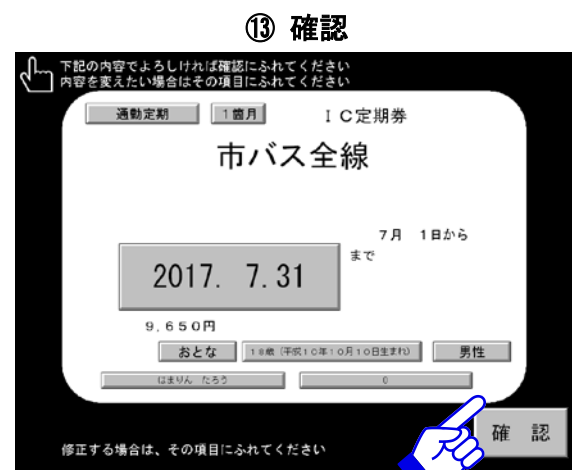 ⑬ 確認
下記の内容でよろしければ確認にふれてください
内容を変えたい場合はその項目にふれてください
通勤定期 1箇月 IC定期券
市バス全線
7月 1日から
まで
2017. 7.31
9,650円
おとな 18歳（平成10年10月10日生まれ） 男性
はまりん たろう 0
確 認
修正する場合は、その項目にふれてください